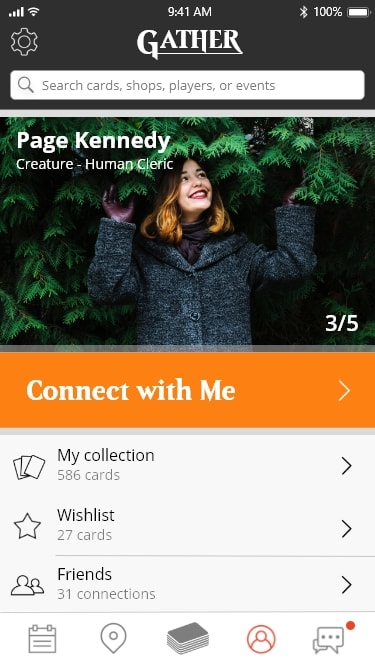 9:41 AM
100%
GATHER
Search cards, shops, players, or events
Page Kennedy
Creature - Human Cleric
3/5
Connect with Me
My collection
586 cards
Wishlist
27 cards
Friends
31 connections